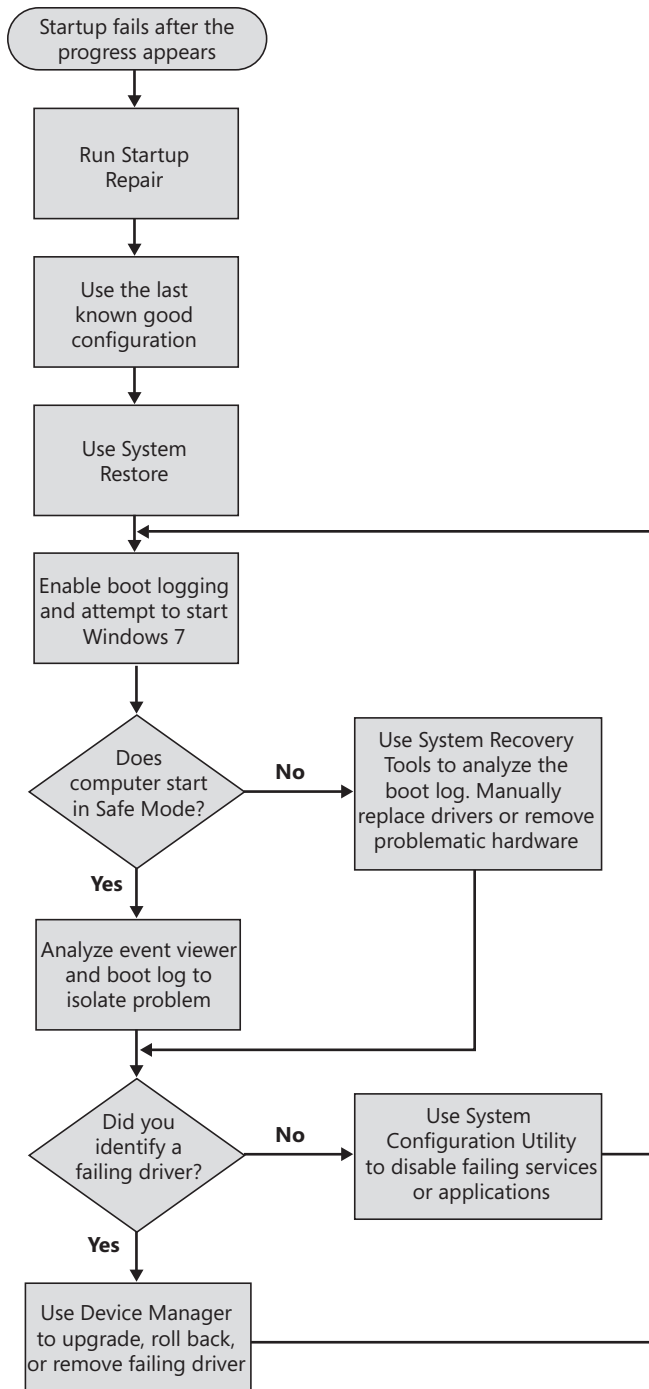 Startup fails after the
progress appears
Run Startup
Repair
Use the last
known good
configuration
Use System
Restore
Enable boot logging
and attempt to start
Windows 7
Does
computer start
in Safe Mode?
No
Use System Recovery
Tools to analyze the
boot log. Manually
replace drivers or remove
problematic hardware
Yes
Analyze event viewer
and boot log to
isolate problem
Did you
identify a
failing driver?
No
Use System
Configuration Utility
to disable failing services
or applications
Yes
Use Device Manager
to upgrade, roll back,
or remove failing driver